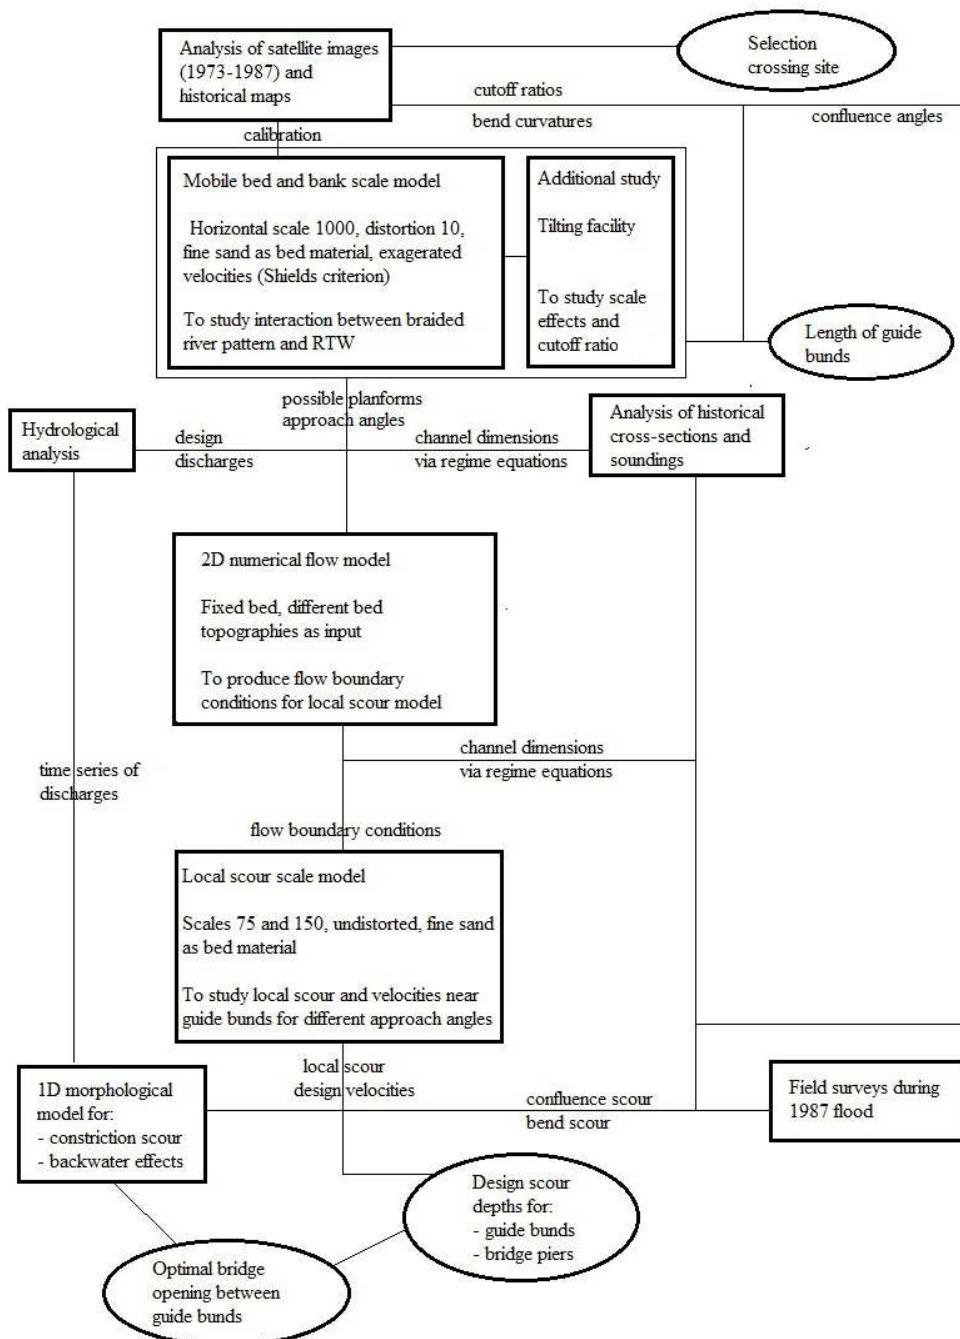 Analysis of satellite images
(1973-1987) and
historical maps
Selection
crossing site
cutoff ratios
bend curvatures
confluence angles
calibration
Mobile bed and bank scale model
Horizontal scale 1000, distortion 10,
fine sand as bed material, exagerated
velocities (Shields criterion)
To study interaction between braided
river pattern and RTW
Additional study
Tilting facility
To study scale
effects and
cutoff ratio
Length of guide
bunds
possible planforms
approach angles
Hydrological
analysis
design
discharges
channel dimensions
via regime equations
Analysis of historical
cross-sections and
soundings
2D numerical flow model
Fixed bed, different bed
topographies as input
To produce flow boundary
conditions for local scour model
channel dimensions
via regime equations
time series of
discharges
flow boundary conditions
Local scour scale model
Scales 75 and 150, undistorted, fine sand
as bed material
To study local scour and velocities near
guide bunds for different approach angles
local scour
design velocities
1D morphological
model for:
- constriction scour
- backwater effects
confluence scour
bend scour
Field surveys during
1987 flood
Design scour
depths for:
- guide bunds
- bridge piers
Optimal bridge
opening between
guide bunds